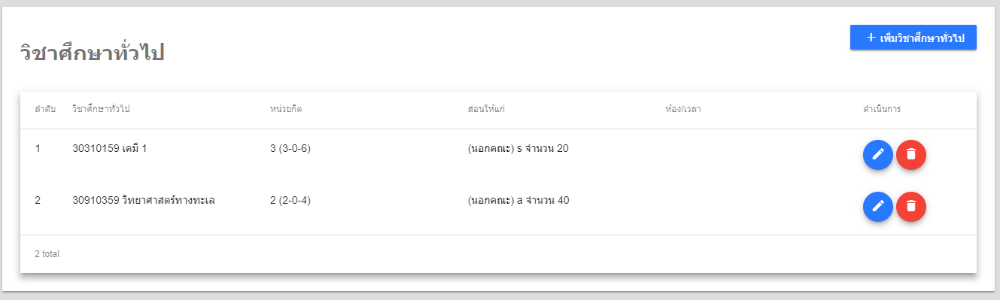 + เพิ่มวิชาศึกษาทั่วไป
วิชาศึกษาทั่วไป
ลำดับ วิชาศึกษาทั่วไป หน่วยกิต สอนให้แก่ ห้อง/เวลา ดำเนินการ
1 30310159 เคมี 1 3 (3-0-6) (นอกคณะ) s จำนวน 20
2 30910359 วิทยาศาสตร์ทางทะเล 2 (2-0-4) (นอกคณะ) a จำนวน 40
2 total